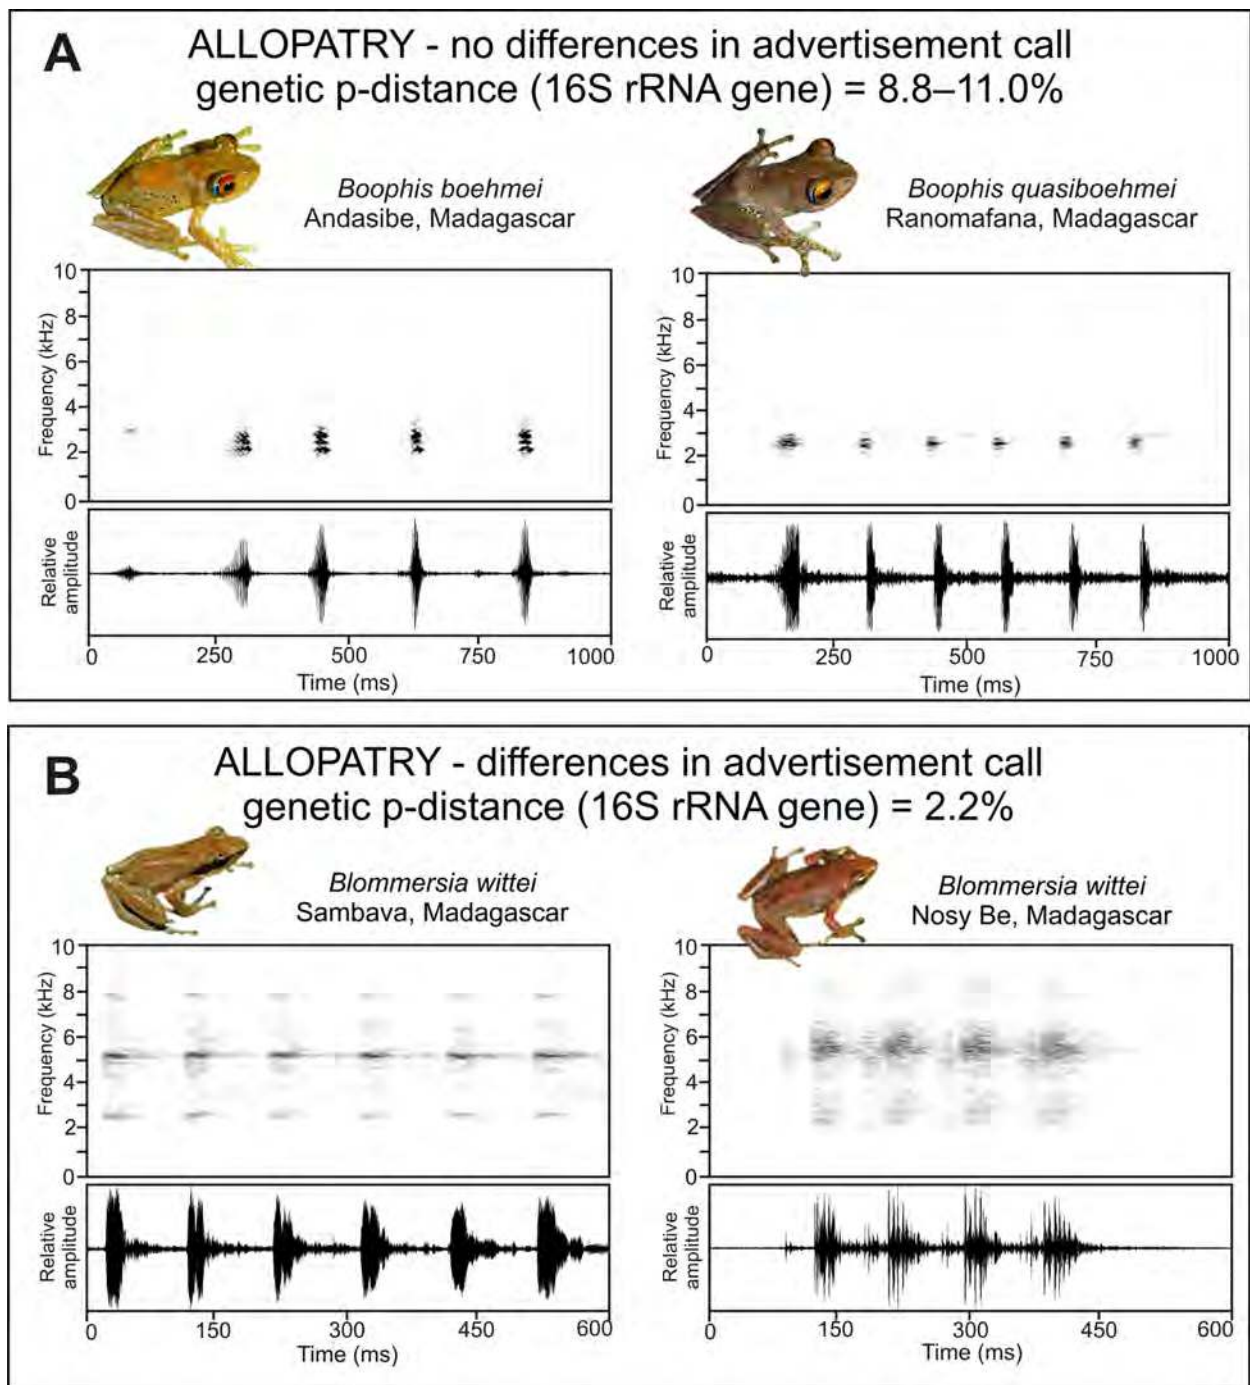 A
ALLOPATRY - no differences in advertisement call
genetic p-distance (16S rRNA gene) = 8.8–11.0%
Boophis boehmei
Andasibe, Madagascar
Boophis quasiboehmei
Ranomafana, Madagascar
10
8
6
4
2
0
Frequency (kHz)
Relative
amplitude
0 250 500 750 1000
Time (ms)
10
8
6
4
2
0
Frequency (kHz)
Relative
amplitude
0 250 500 750 1000
Time (ms)
B
ALLOPATRY - differences in advertisement call
genetic p-distance (16S rRNA gene) = 2.2%
Blommersia wittei
Sambava, Madagascar
Blommersia wittei
Nosy Be, Madagascar
10
8
6
4
2
0
Frequency (kHz)
Relative
amplitude
0 150 300 450 600
Time (ms)
10
8
6
4
2
0
Frequency (kHz)
Relative
amplitude
0 150 300 450 600
Time (ms)